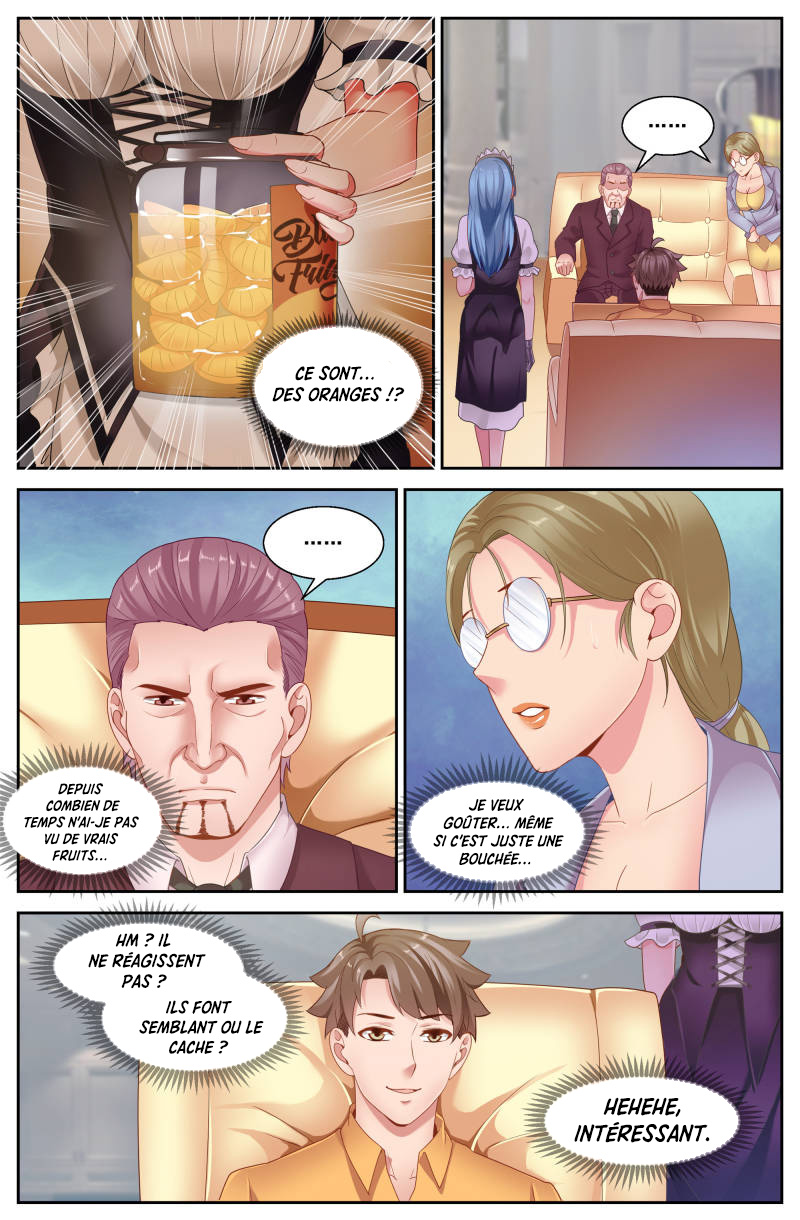 Fruitz
CE SONT...
DES ORANGES !?
......
......
DEPUIS
COMBIEN DE
TEMPS N'AI-JE PAS
VU DE VRAIS
FRUITS...
JE VEUX
GOÛTER... MÊME
SI C'EST JUSTE UNE
BOUCHÉE...
HM ? IL
NE RÉAGISSENT
PAS ?
ILS FONT
SEMBLANT OU LE
CACHE ?
HEHEHE,
INTÉRESSANT.